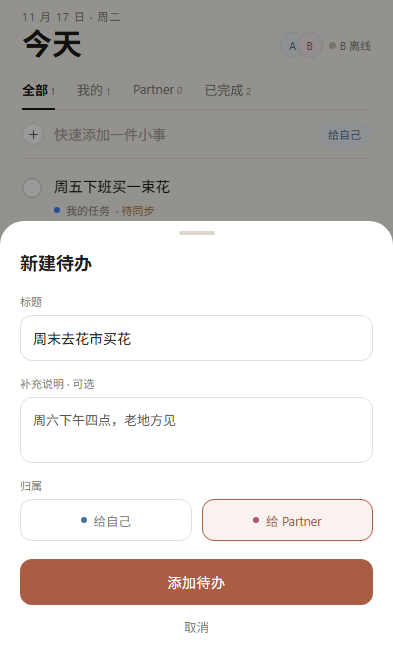 11 月 17 日 · 周二
今天
A B B 离线
全部 1 我的 1 Partner 0 已完成 2
+ 快速添加一件小事 给自己
周五下班买一束花
我的任务 · 待同步
新建待办
标题
周末去花市买花
补充说明 · 可选
周六下午四点，老地方见
归属
给自己 给 Partner
添加待办
取消